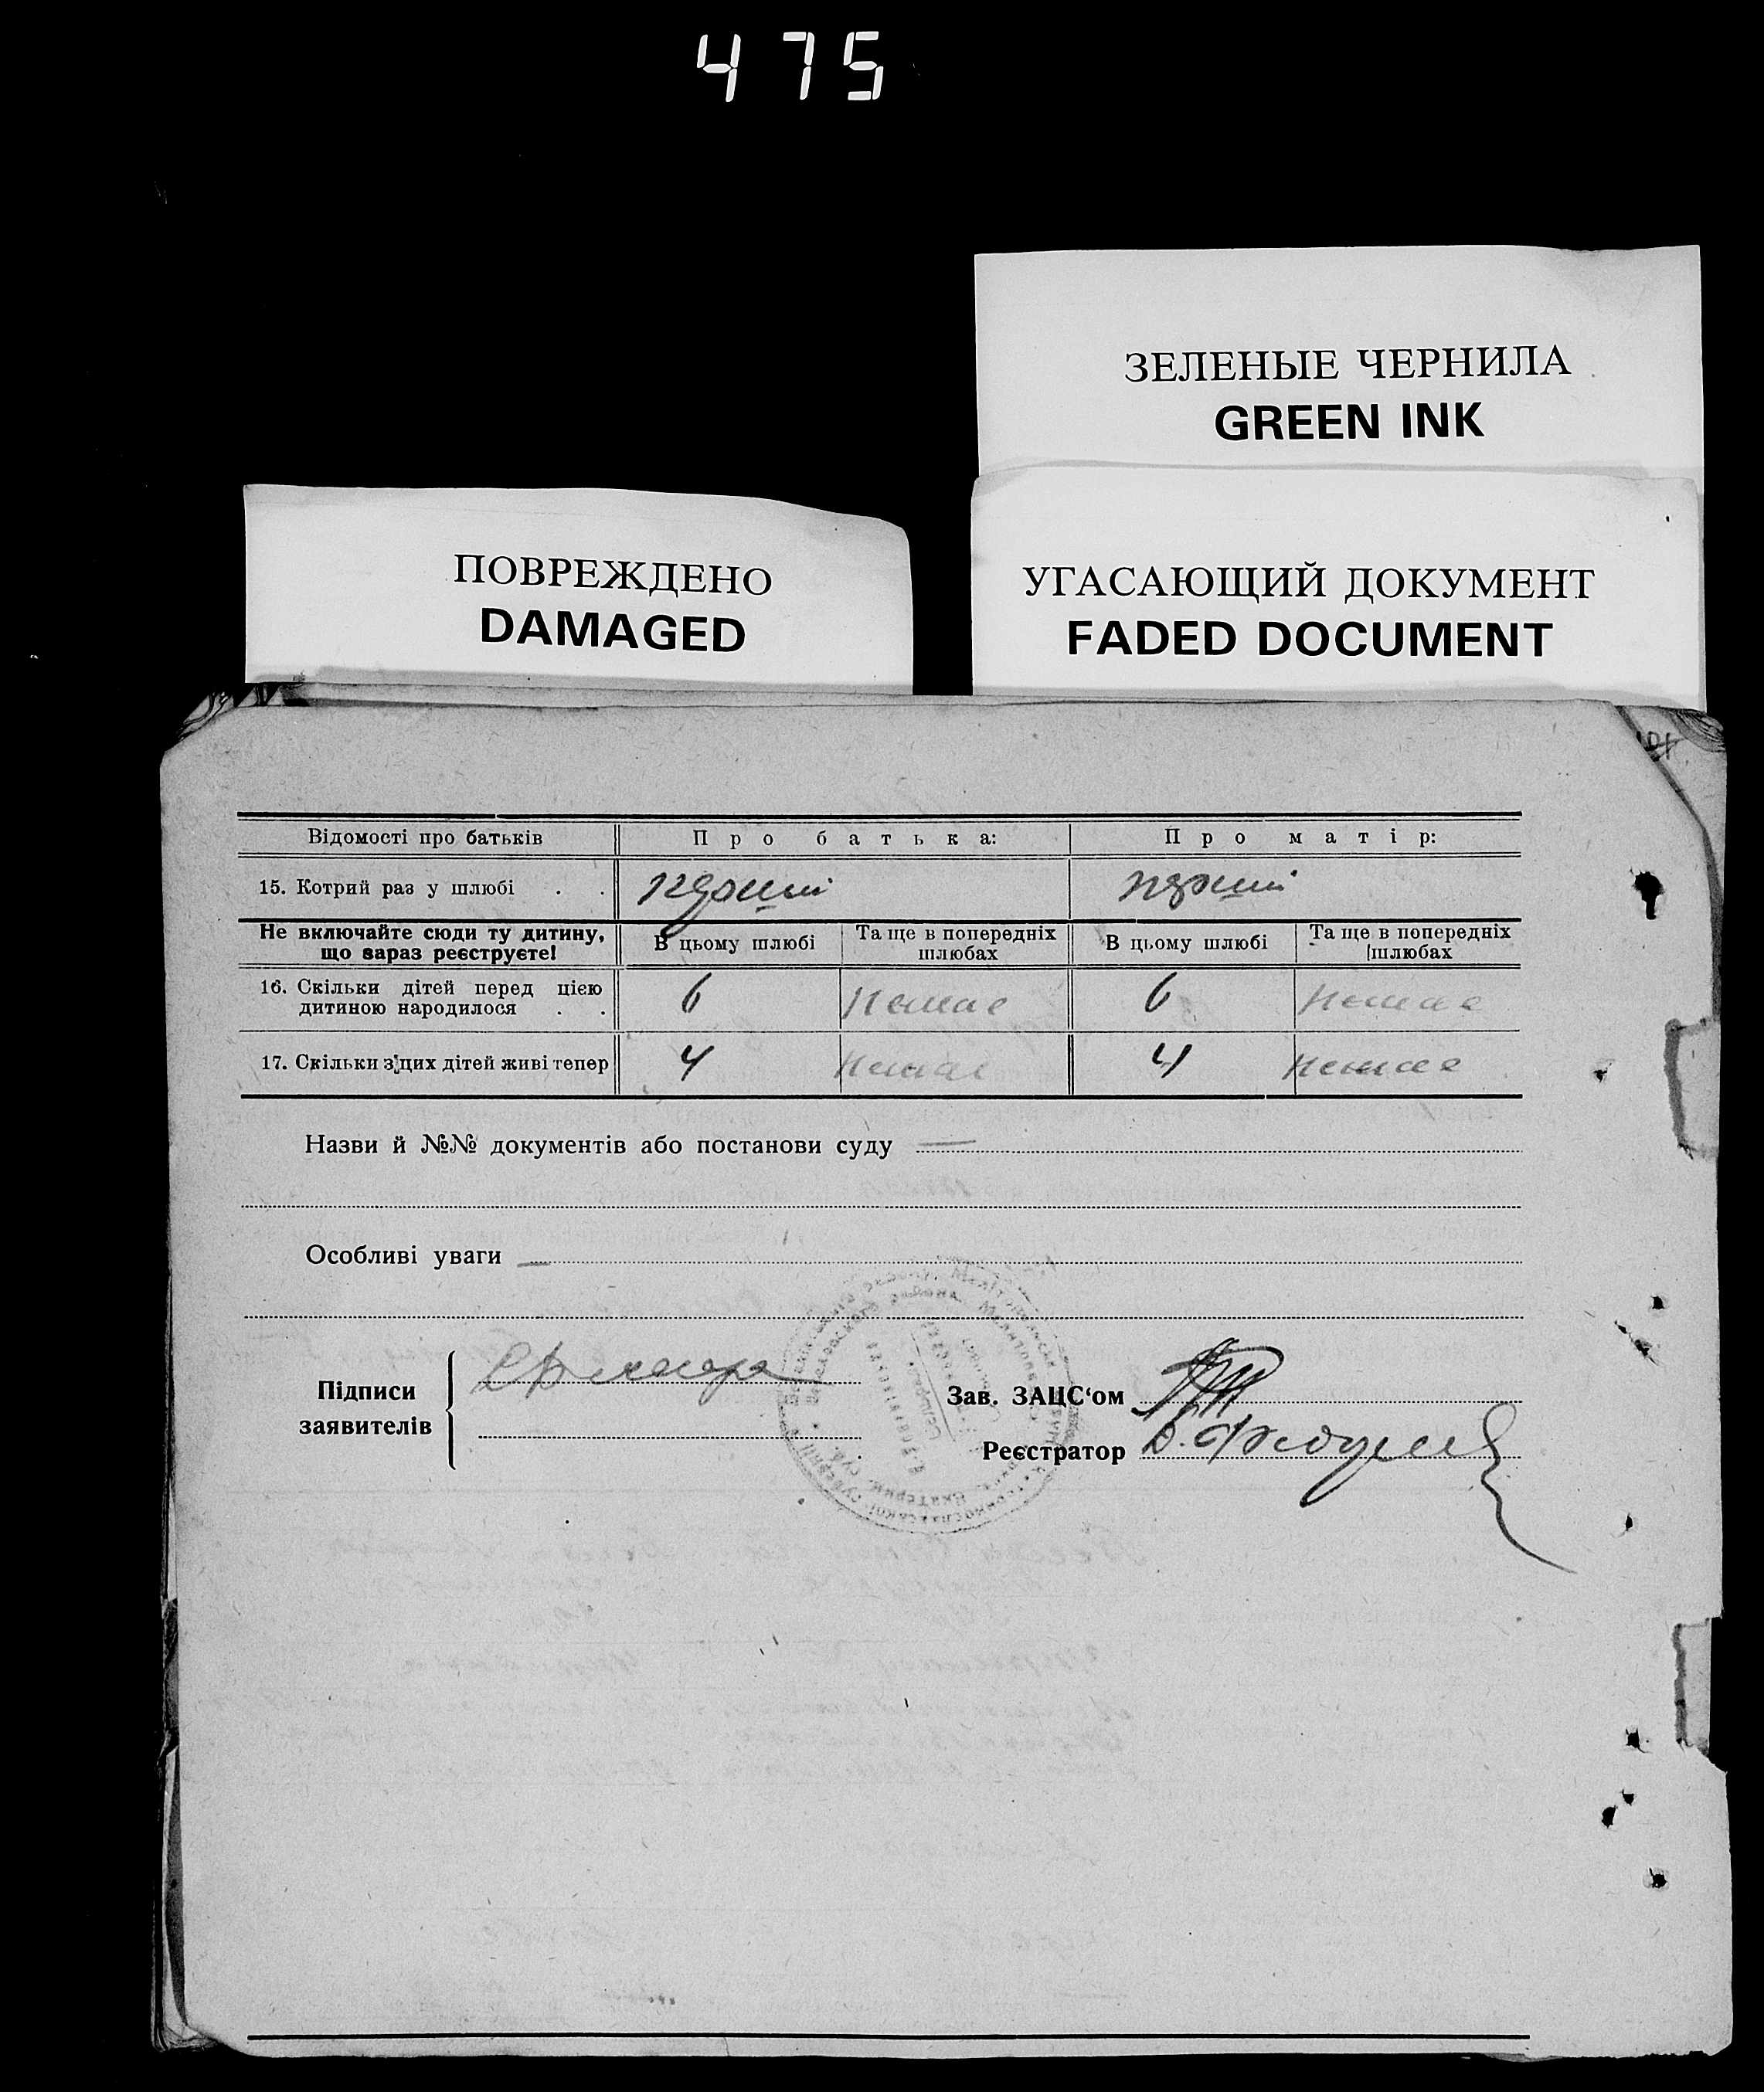 475
ЗЕЛЕНЫЕ ЧЕРНИЛА
GREEN INK
ПОВРЕЖДЕНО
DAMAGED
УГАСАЮЩИЙ ДОКУМЕНТ
FADED DOCUMENT
Відомості про батьків Про батька: Про матір:
15. Котрий раз у шлюбі . . перший перший
Не включайте сюди ту дитину, що зараз реєструєте! В цьому шлюбі Та ще в попередніх шлюбах В цьому шлюбі Та ще в попередніх шлюбах
16. Скільки дітей перед цією дитиною народилося . . 6 Немає 6 Немає
17. Скільки з цих дітей живі тепер 4 Немає 4 Немає
Назви й №№ документів або постанови суду —
Особливі уваги —
Підписи заявителів
Зав. ЗАЦС‘ом
Реєстратор